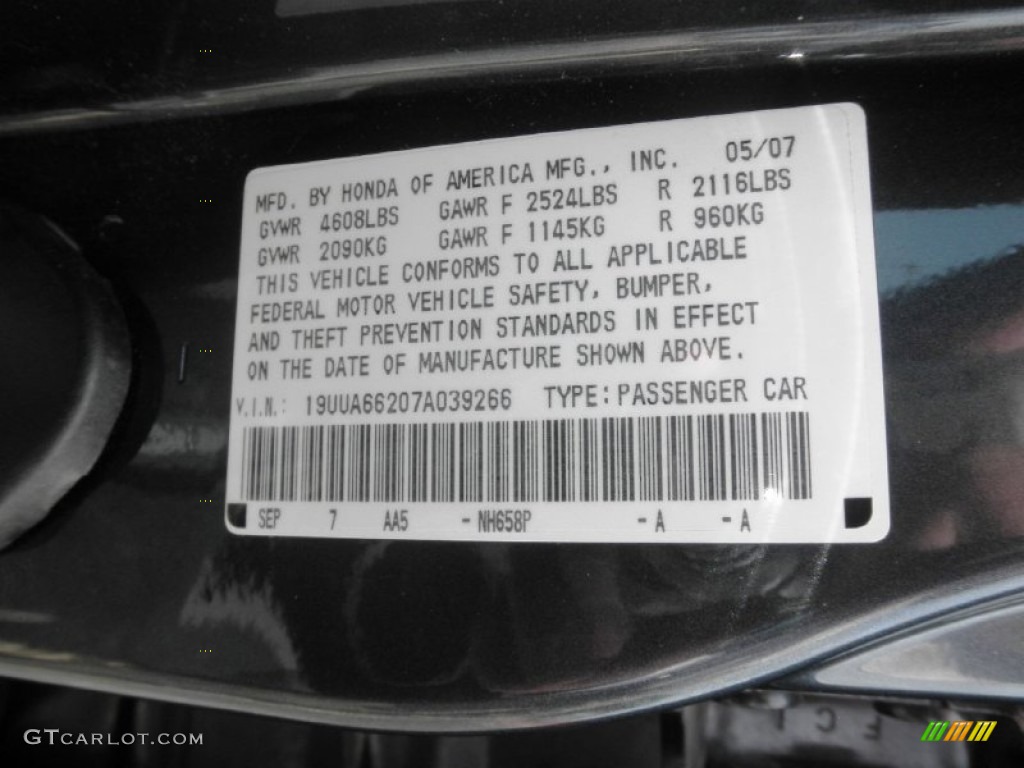 MFD. BY HONDA OF AMERICA MFG., INC. 05/07
GVWR 4608LBS GAWR F 2524LBS R 2116LBS
GVWR 2090KG GAWR F 1145KG R 960KG
THIS VEHICLE CONFORMS TO ALL APPLICABLE
FEDERAL MOTOR VEHICLE SAFETY, BUMPER,
AND THEFT PREVENTION STANDARDS IN EFFECT
ON THE DATE OF MANUFACTURE SHOWN ABOVE.
V.I.N.: 19UUA66207A039266 TYPE: PASSENGER CAR
SEP 7 AA5 -NH658P -A -A
GTCARLOT.COM